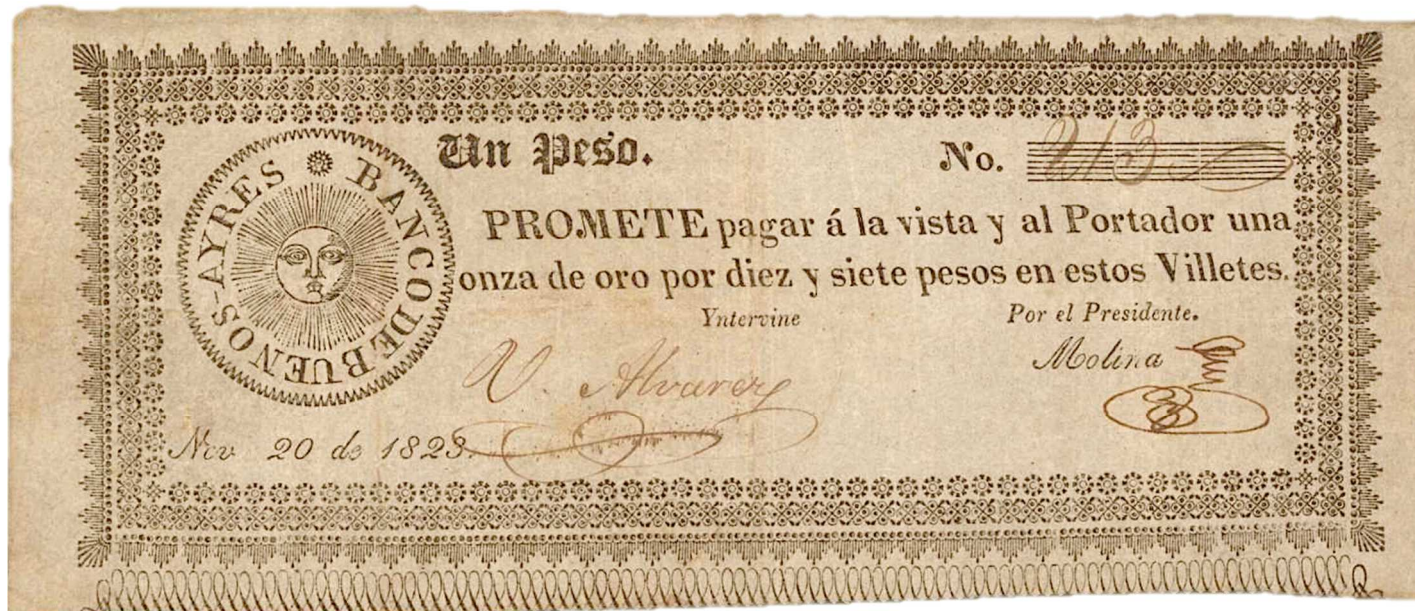 BANCO DE BUENOS-AYRES
Un Peso.
No. 213
PROMETE pagar á la vista y al Portador una
onza de oro por diez y siete pesos en estos Villetes.
Yntervine
Por el Presidente.
V. Alvarez
Molina
Nov 20 de 1823.